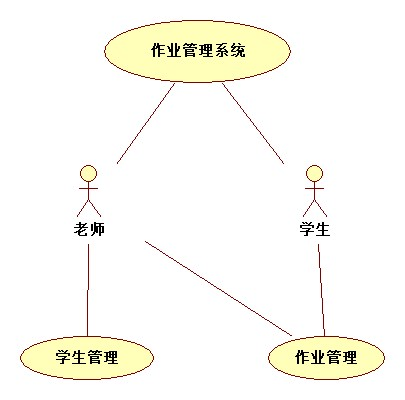 作业管理系统
老师
学生
学生管理
作业管理